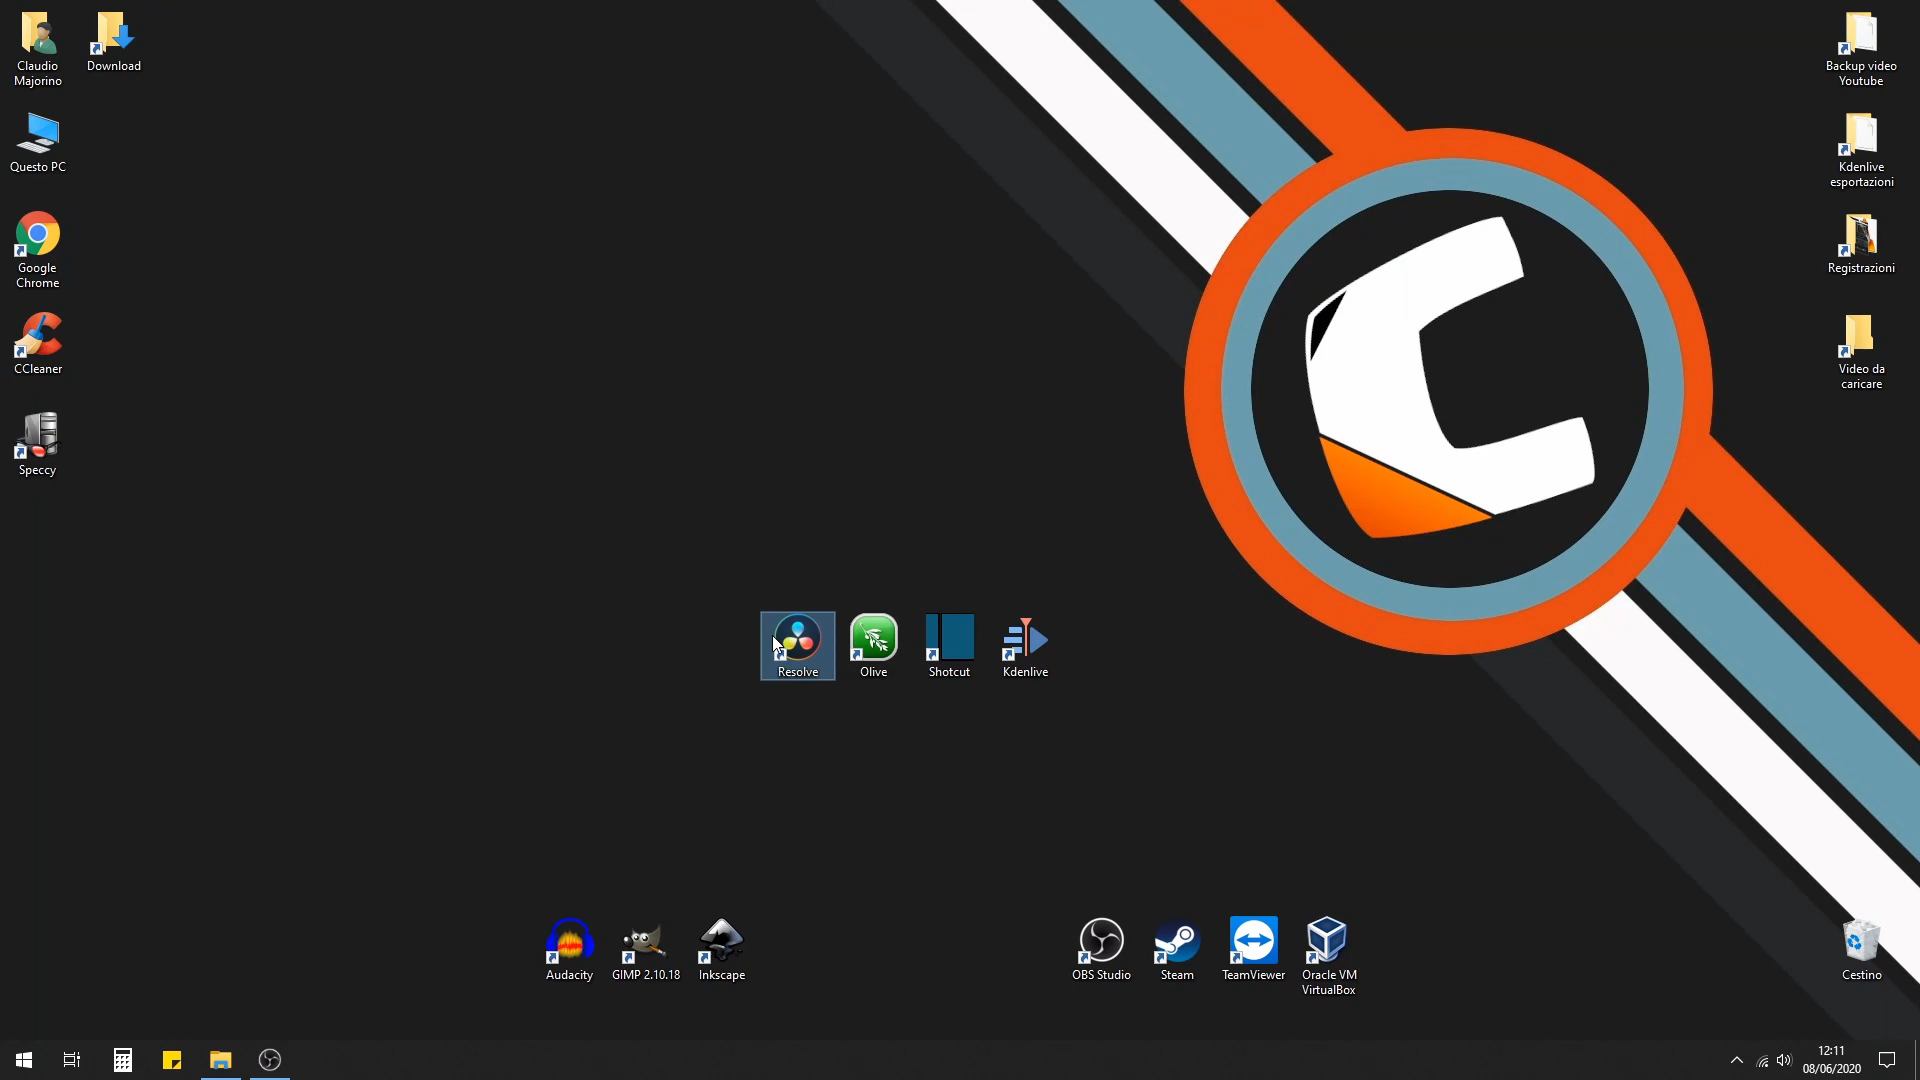 Claudio
Majorino
Download
Backup video
Youtube
Questo PC
Kdenlive
esportazioni
Google
Chrome
Registrazioni
CCleaner
Video da
caricare
Speccy
Resolve
Olive
Shotcut
Kdenlive
Audacity
GIMP 2.10.18
Inkscape
OBS Studio
Steam
TeamViewer
Oracle VM
VirtualBox
Cestino
12:11
08/06/2020